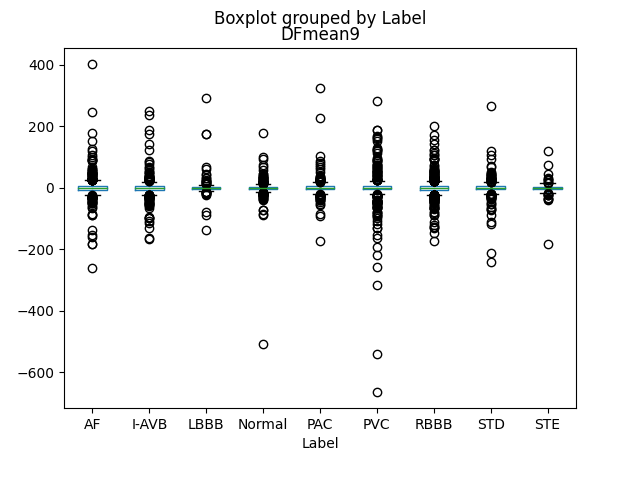 Boxplot grouped by Label
DFmean9
400
200
0
−200
−400
−600
AF I-AVB LBBB Normal PAC PVC RBBB STD STE
Label